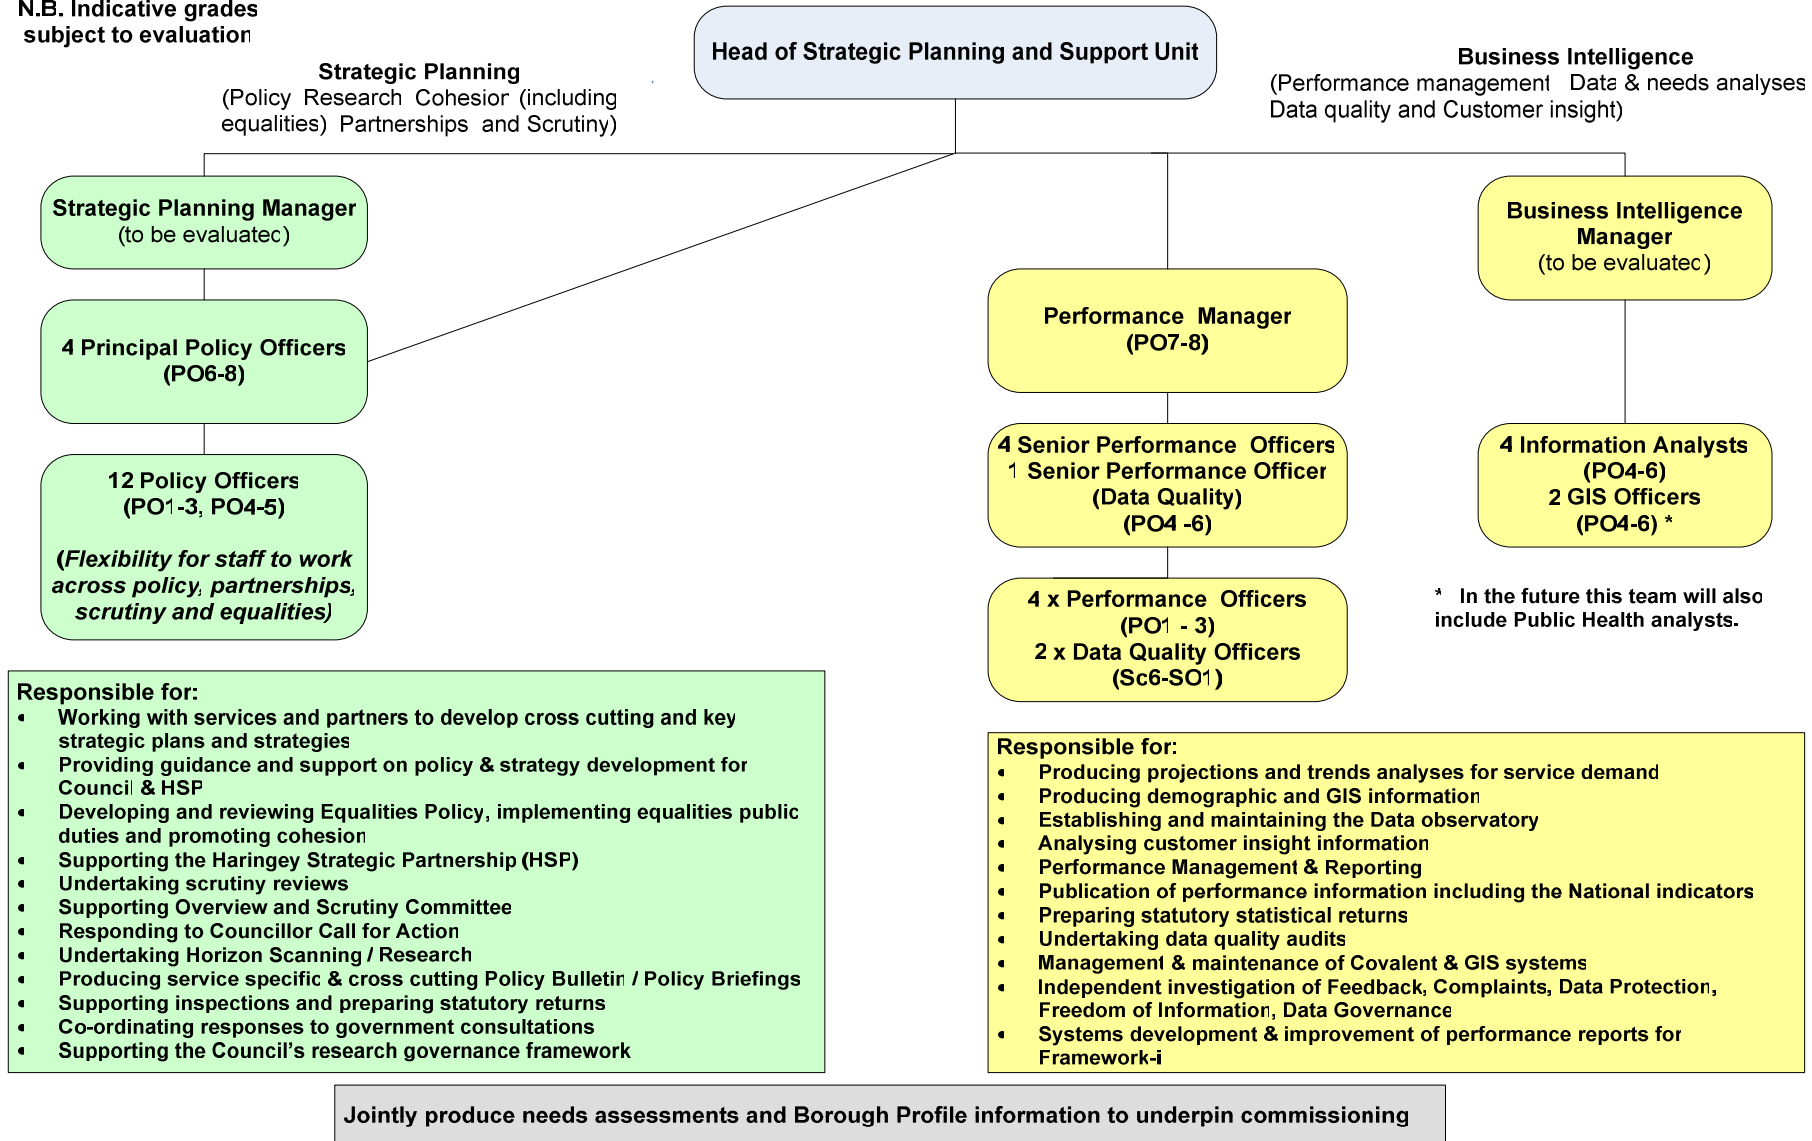 N.B. Indicative grades
subject to evaluation
Head of Strategic Planning and Support Unit
Strategic Planning
(Policy Research Cohesion (including
equalities) Partnerships and Scrutiny)
Business Intelligence
(Performance management Data & needs analyses
Data quality and Customer insight)
Strategic Planning Manager
(to be evaluated)
4 Principal Policy Officers
(PO6-8)
12 Policy Officers
(PO1-3, PO4-5)
(Flexibility for staff to work
across policy, partnerships,
scrutiny and equalities)
Performance Manager
(PO7-8)
4 Senior Performance Officers
1 Senior Performance Officer
(Data Quality)
(PO4 -6)
4 x Performance Officers
(PO1 - 3)
2 x Data Quality Officers
(Sc6-SO1)
Business Intelligence
Manager
(to be evaluated)
4 Information Analysts
(PO4-6)
2 GIS Officers
(PO4-6) *
* In the future this team will also
include Public Health analysts.
Responsible for:
• Working with services and partners to develop cross cutting and key
strategic plans and strategies
• Providing guidance and support on policy & strategy development for
Council & HSP
• Developing and reviewing Equalities Policy, implementing equalities public
duties and promoting cohesion
• Supporting the Haringey Strategic Partnership (HSP)
• Undertaking scrutiny reviews
• Supporting Overview and Scrutiny Committee
• Responding to Councillor Call for Action
• Undertaking Horizon Scanning / Research
• Producing service specific & cross cutting Policy Bulletin / Policy Briefings
• Supporting inspections and preparing statutory returns
• Co-ordinating responses to government consultations
• Supporting the Council's research governance framework
Responsible for:
• Producing projections and trends analyses for service demand
• Producing demographic and GIS information
• Establishing and maintaining the Data observatory
• Analysing customer insight information
• Performance Management & Reporting
• Publication of performance information including the National indicators
• Preparing statutory statistical returns
• Undertaking data quality audits
• Management & maintenance of Covalent & GIS systems
• Independent investigation of Feedback, Complaints, Data Protection,
Freedom of Information, Data Governance
• Systems development & improvement of performance reports for
Framework-i
Jointly produce needs assessments and Borough Profile information to underpin commissioning